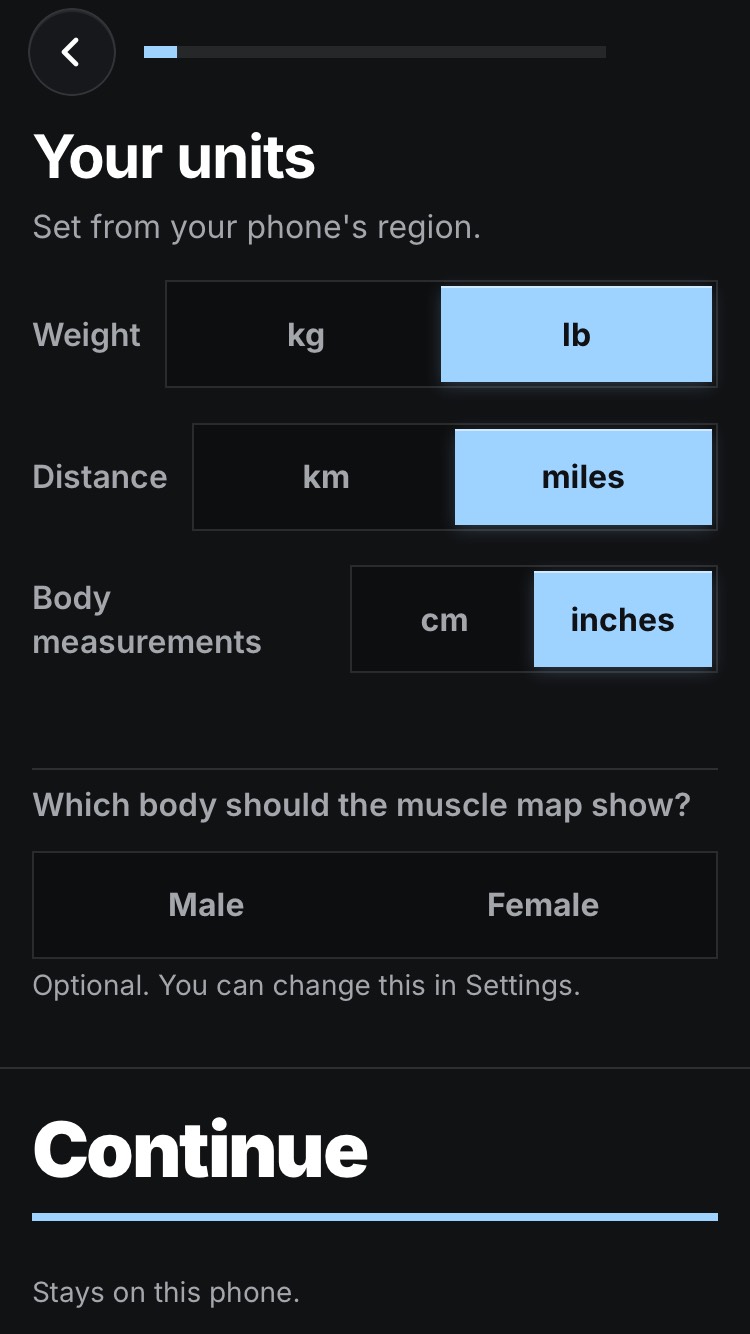 Your units
Set from your phone's region.
Weight
kg
lb
Distance
km
miles
Body
measurements
cm
inches
Which body should the muscle map show?
Male
Female
Optional. You can change this in Settings.
Continue
Stays on this phone.